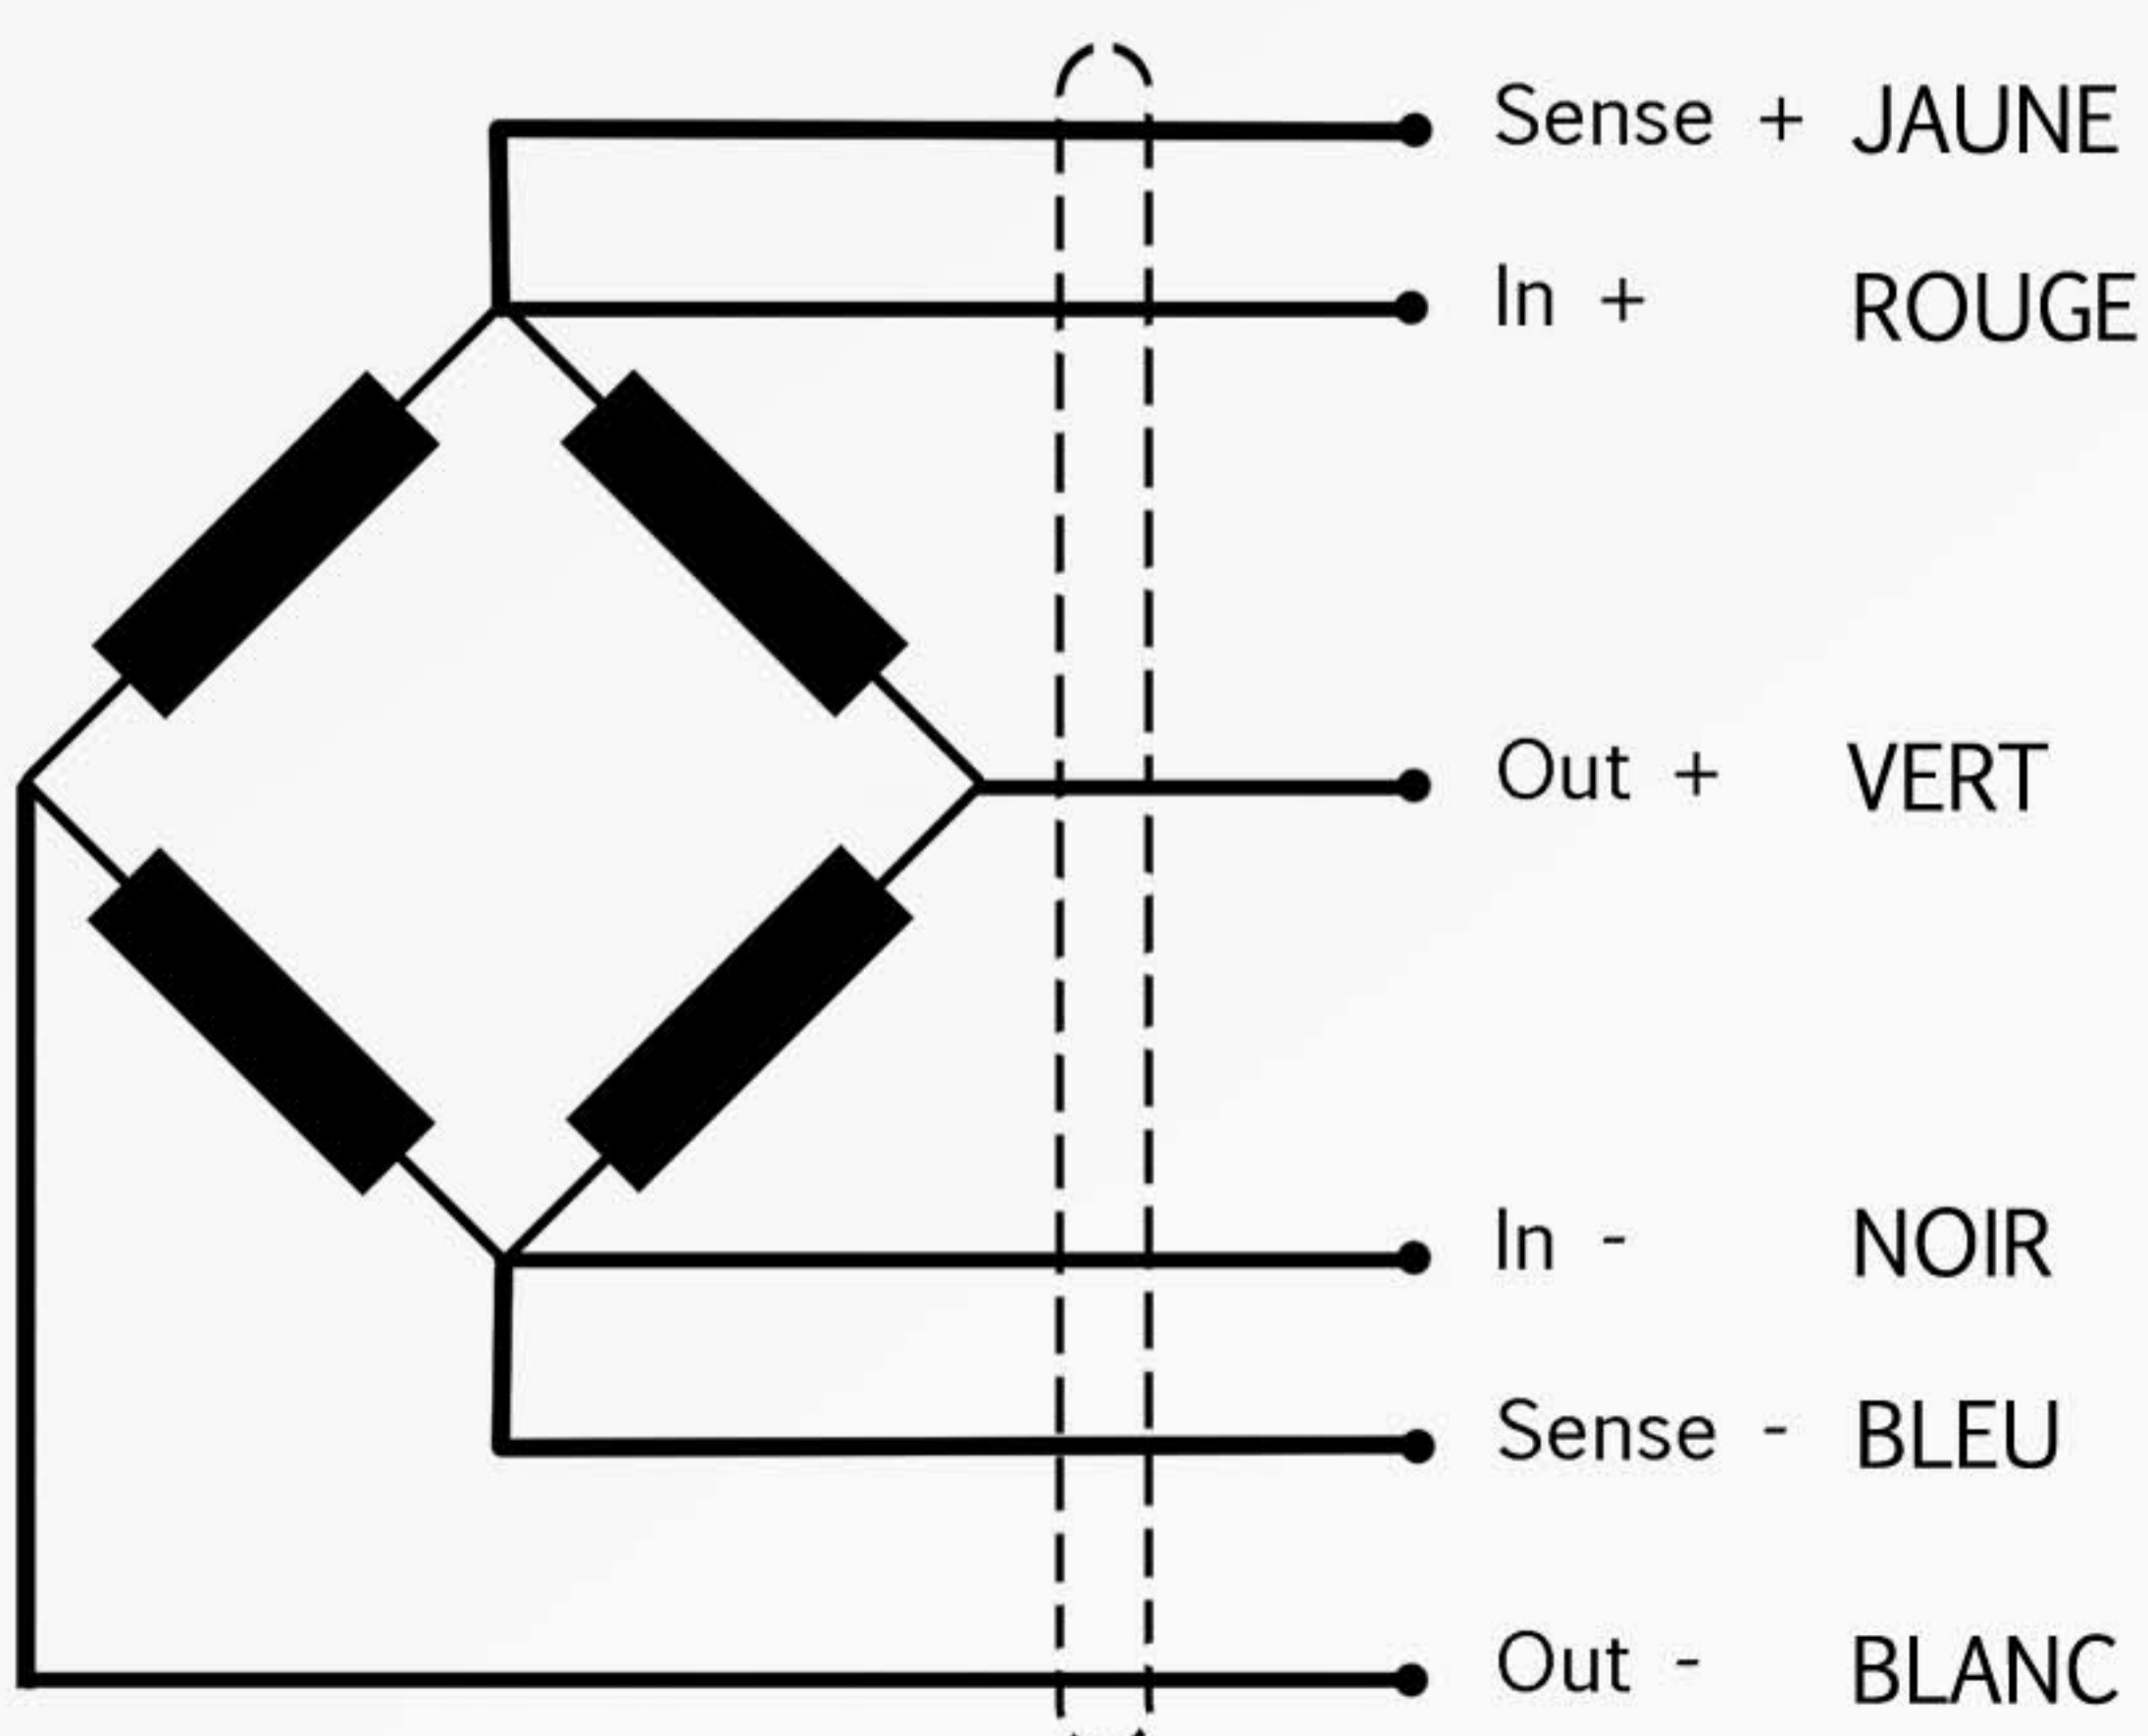 Sense + JAUNE
In + ROUGE
Out + VERT
In - NOIR
Sense - BLEU
Out - BLANC